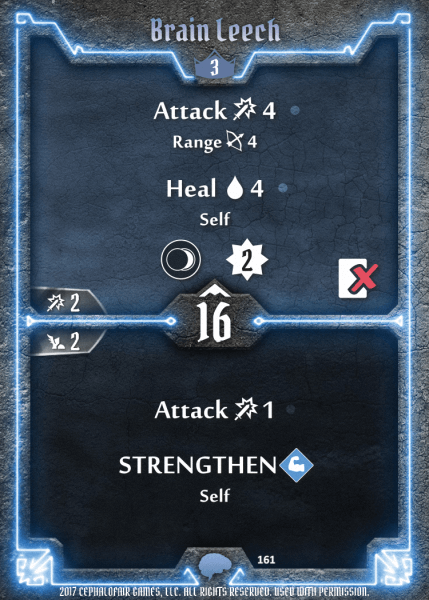 Brain Leech
3
Attack 4
Range 4
Heal 4
Self
2
2
16
2
Attack 1
STRENGTHEN
Self
161
2017 CEPHALOFAIR GAMES, LLC. ALL RIGHTS RESERVED. USED WITH PERMISSION.